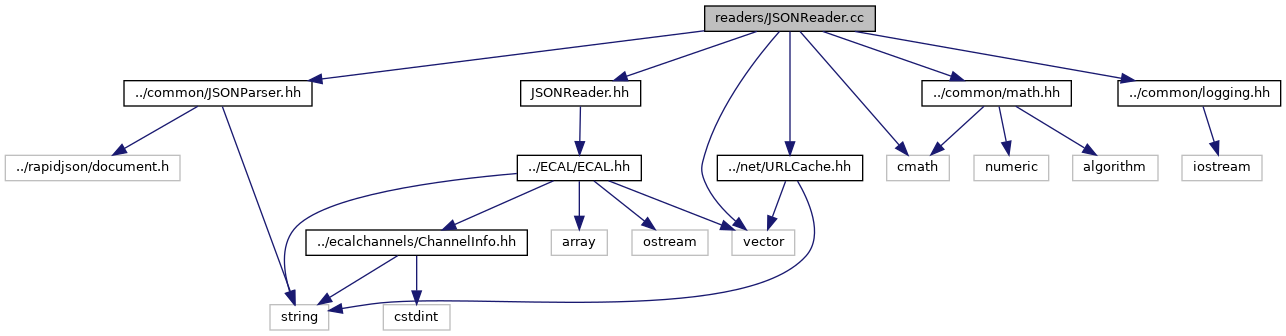 readers/JSONReader.cc
../common/JSONParser.hh
JSONReader.hh
../common/math.hh
../common/logging.hh
../rapidjson/document.h
../ECAL/ECAL.hh
../net/URLCache.hh
cmath
numeric
algorithm
iostream
../ecalchannels/ChannelInfo.hh
array
ostream
vector
string
cstdint